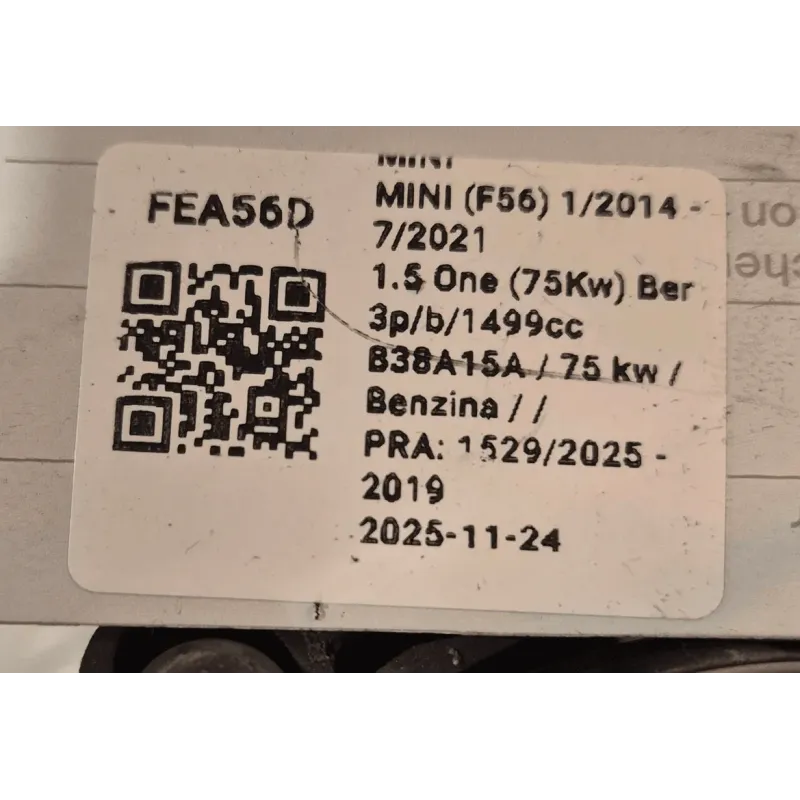 FEA56D
MINI
MINI (F56) 1/2014 -
7/2021
1.5 One (75Kw) Ber
3p/b/1499cc
B38A15A / 75 kw /
Benzina / /
PRA: 1529/2025 -
2019
2025-11-24